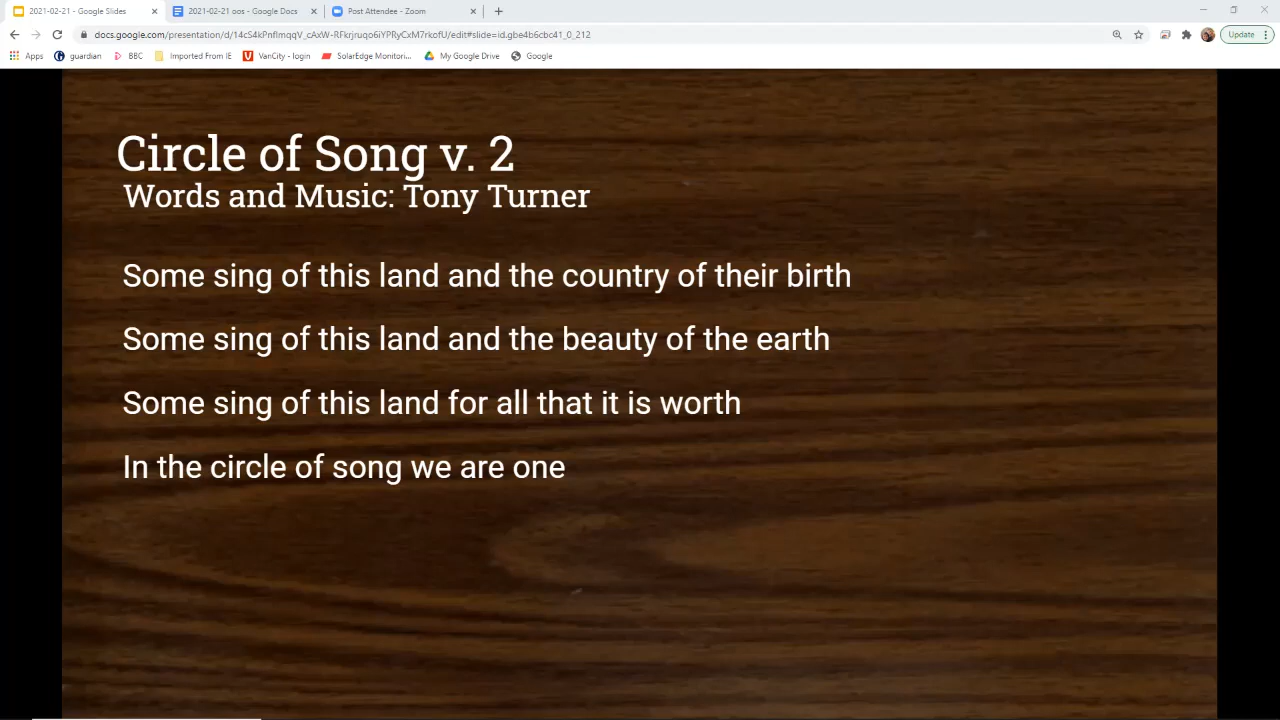 2021-02-21 - Google Slides
2021-02-21 oos - Google Docs
Post Attendee - Zoom
Update
Apps
guardian
BBC
Imported From IE
VanCity - login
SolarEdge Monitori...
My Google Drive
Google
Circle of Song v. 2
Words and Music: Tony Turner
Some sing of this land and the country of their birth
Some sing of this land and the beauty of the earth
Some sing of this land for all that it is worth
In the circle of song we are one